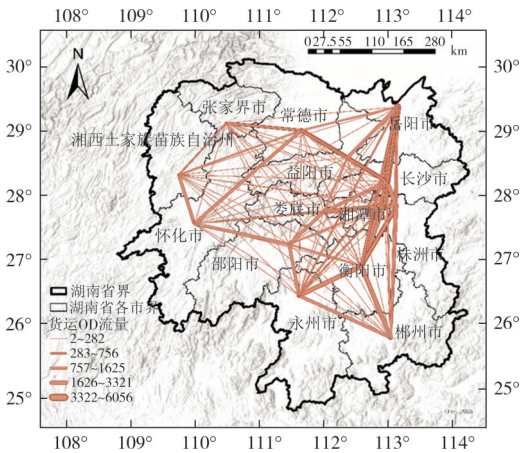 108° 109° 110° 111° 112° 113° 114°
N
027.555 110 165 280
km
30° 30°
张家界市
常德市
岳阳市
29° 29°
湘西土家族苗族自治州
益阳市
长沙市
28° 28°
娄底市
湘潭市
怀化市
株洲市
27° 27°
邵阳市
衡阳市
湖南省界
湖南省各市界
货运OD流量
26° 26°
永州市
郴州市
2~282
283~756
757~1625
1626~3321
3322~6056
25° 25°
108° 109° 110° 111° 112° 113° 114°